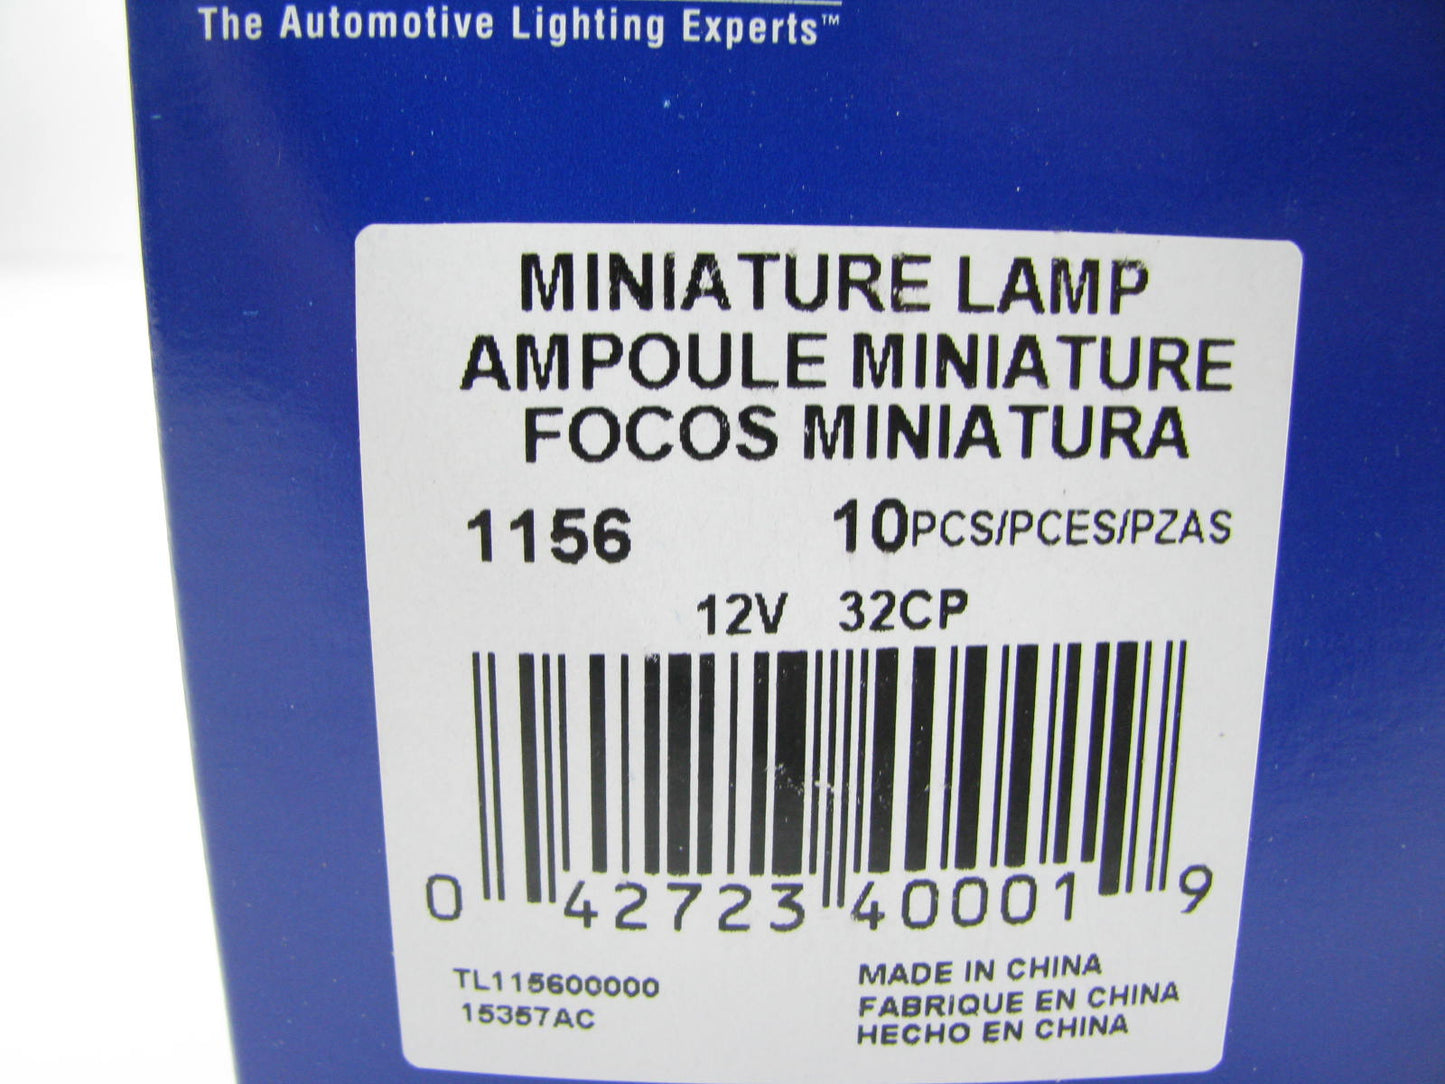 The Automotive Lighting Experts™
MINIATURE LAMP
AMPOULE MINIATURE
FOCOS MINIATURA
1156 10PCS/PCES/PZAS
12V 32CP
0 42723 40001 9
TL115600000
15357AC
MADE IN CHINA
FABRIQUE EN CHINA
HECHO EN CHINA